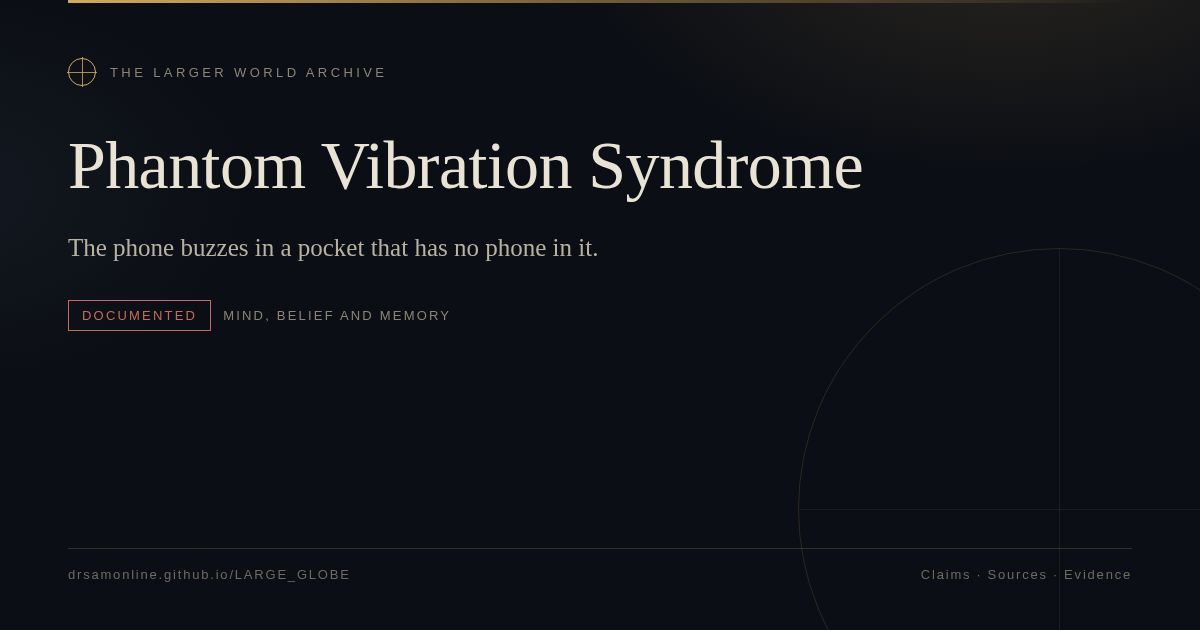 THE LARGER WORLD ARCHIVE
Phantom Vibration Syndrome
The phone buzzes in a pocket that has no phone in it.
DOCUMENTED MIND, BELIEF AND MEMORY
drsamonline.github.io/LARGE_GLOBE
Claims · Sources · Evidence